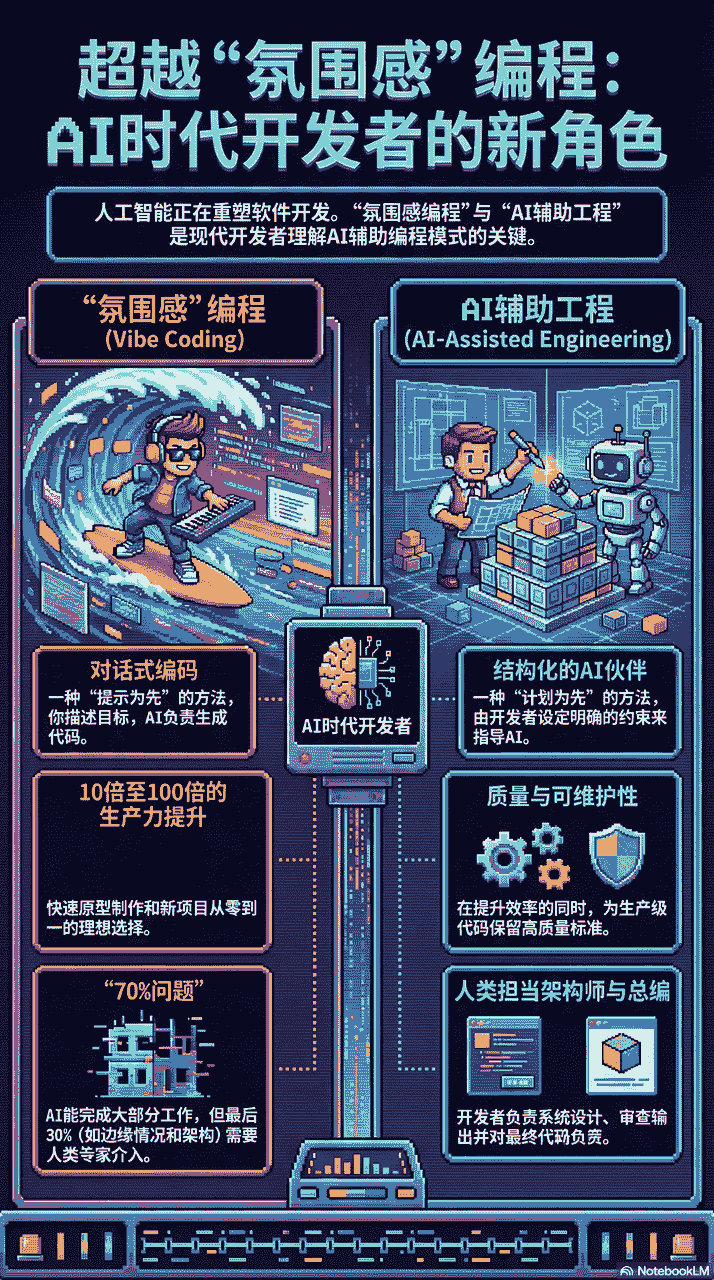 超越“氛围感”编程：
AI时代开发者的新角色
人工智能正在重塑软件开发。“氛围感编程”与“AI辅助工程”
是现代开发者理解AI辅助编程模式的关键。
“氛围感”编程
(Vibe Coding)
对话式编码
一种“提示为先”的方法，
你描述目标，AI负责生成
代码。
10倍至100倍的
生产力提升
快速原型制作和新项目从零到
一的理想选择。
“70%问题”
AI能完成大部分工作，但最后
30%（如边缘情况和架构）需要
人类专家介入。
AI时代开发者
AI辅助工程
(AI-Assisted Engineering)
结构化的AI伙伴
一种“计划为先”的方法，
由开发者设定明确的约束来
指导AI。
质量与可维护性
在提升效率的同时，为生产级
代码保留高质量标准。
人类担当架构师与总编
开发者负责系统设计、审查输
出并对最终代码负责。
NotebookLM